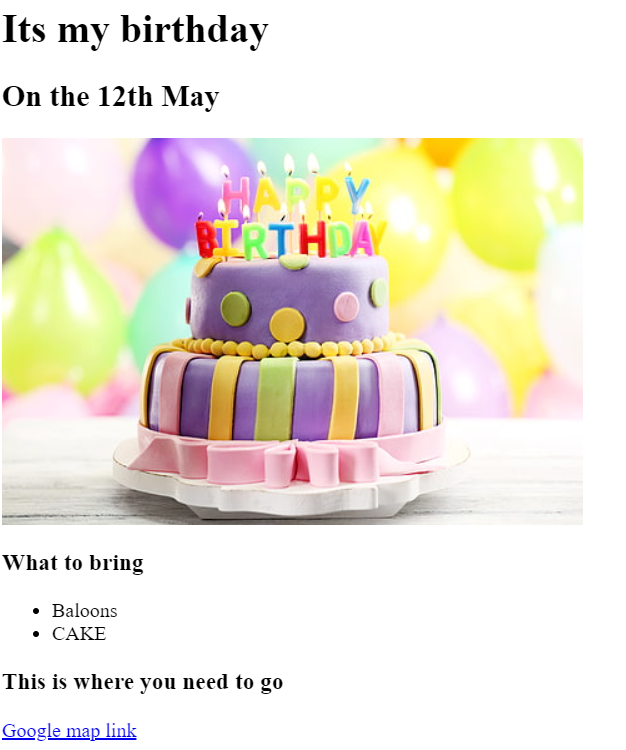 Its my birthday
On the 12th May
HAPPY
BIRTHDAY
What to bring
Baloons
CAKE
This is where you need to go
Google map link